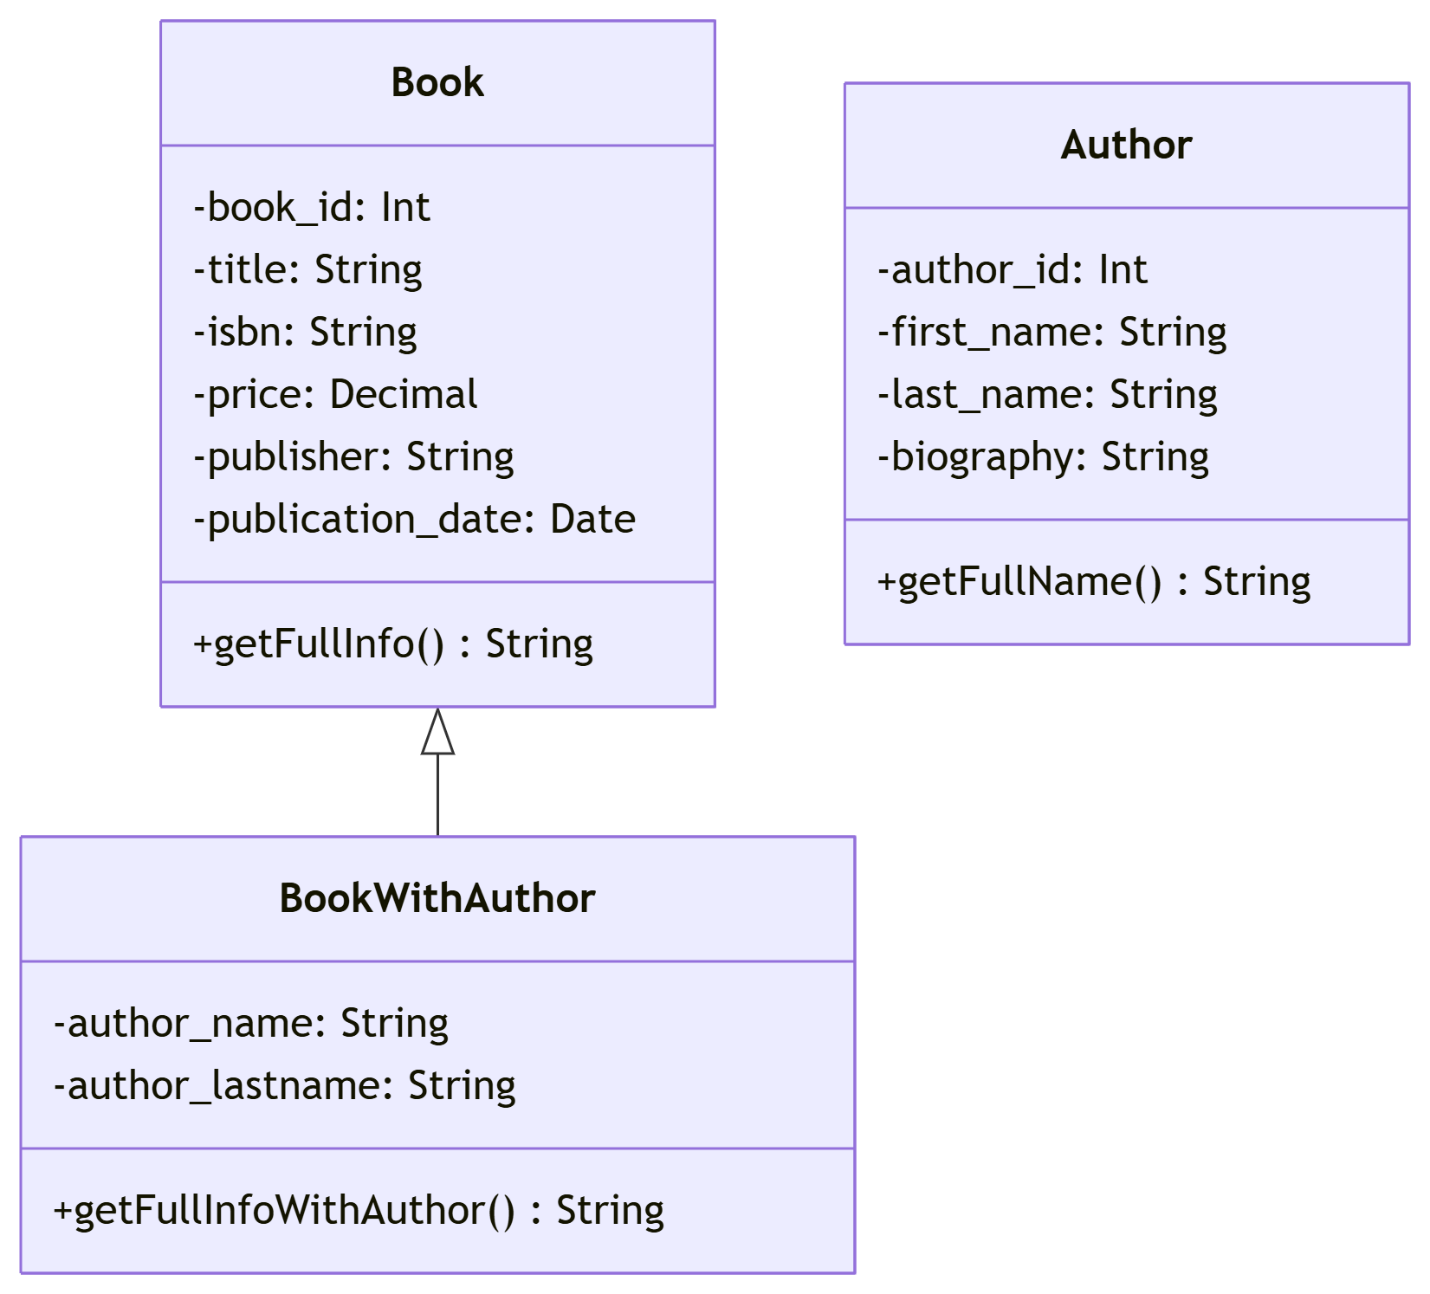 Book
-book_id: Int
-title: String
-isbn: String
-price: Decimal
-publisher: String
-publication_date: Date
+getFullInfo() : String
Author
-author_id: Int
-first_name: String
-last_name: String
-biography: String
+getFullName() : String
BookWithAuthor
-author_name: String
-author_lastname: String
+getFullInfoWithAuthor() : String